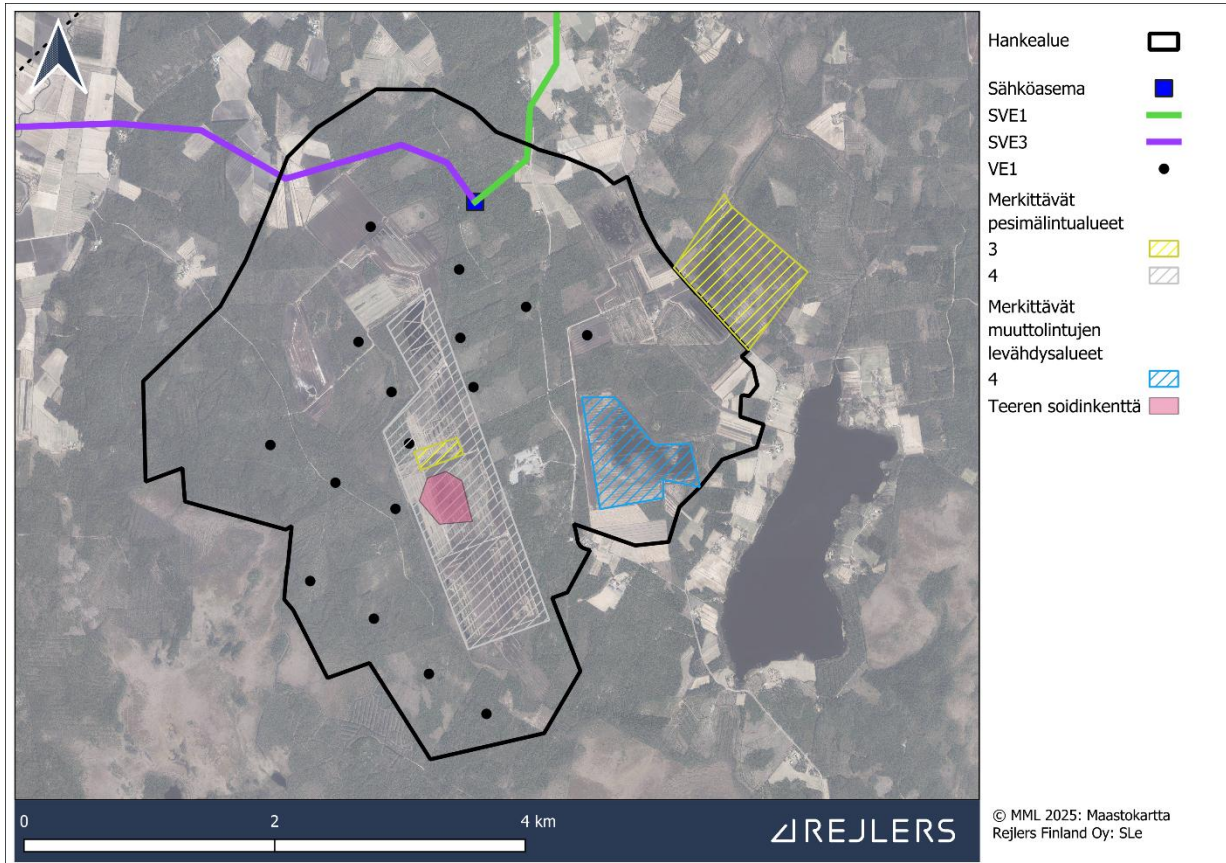 Hankealue
Sähköasema
SVE1
SVE3
VE1
Merkittävät
pesimälintualueet
3
4
Merkittävät
muuttolintujen
levähdysalueet
4
Teeren soidinkenttä
0 2 4 km
REJLERS
© MML 2025: Maastokartta
Rejlers Finland Oy: SLe